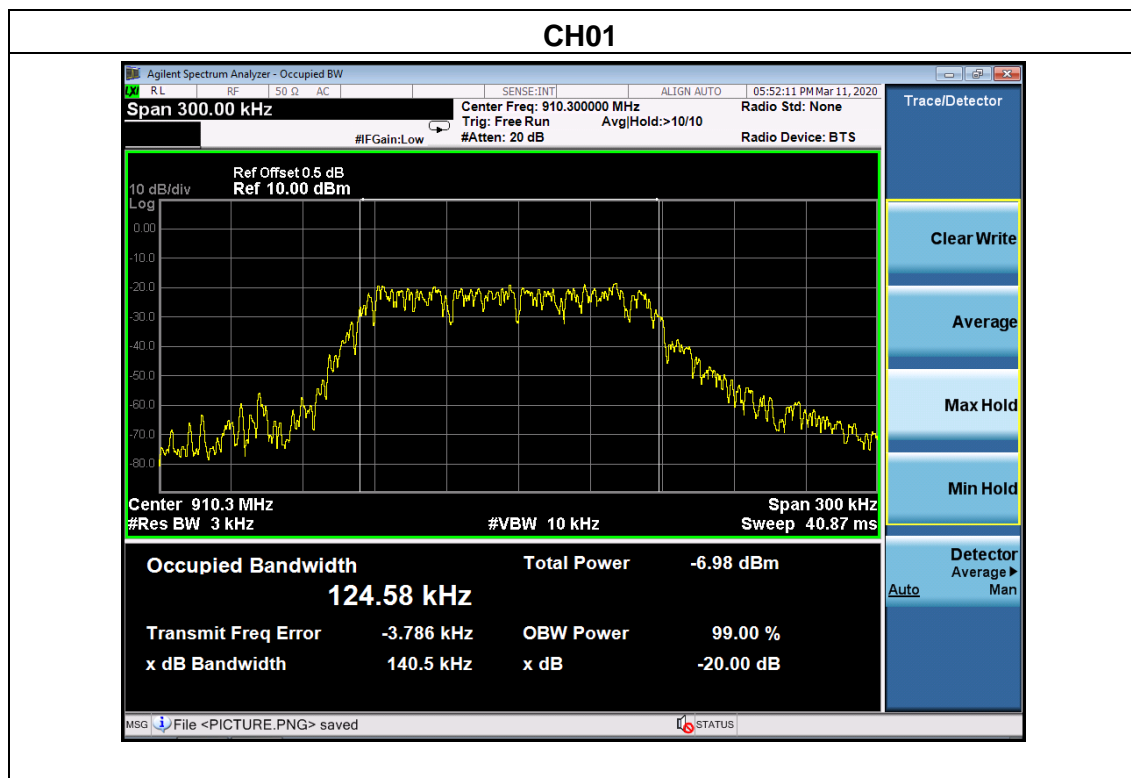 CH01
Agilent Spectrum Analyzer - Occupied BW
LXI RL RF 50 Ω AC SENSE:INT ALIGN AUTO 05:52:11 PM Mar 11, 2020
Span 300.00 kHz
Center Freq: 910.300000 MHz Radio Std: None
Trig: Free Run Avg|Hold:>10/10
#IFGain:Low #Atten: 20 dB Radio Device: BTS
Trace/Detector
Ref Offset 0.5 dB
10 dB/div Ref 10.00 dBm
Log
0.00
-10.0
-20.0
-30.0
-40.0
-50.0
-60.0
-70.0
-80.0
Center 910.3 MHz Span 300 kHz
#Res BW 3 kHz #VBW 10 kHz Sweep 40.87 ms
Clear Write
Average
Max Hold
Min Hold
Detector
Average▶
Auto Man
Occupied Bandwidth Total Power -6.98 dBm
124.58 kHz
Transmit Freq Error -3.786 kHz OBW Power 99.00 %
x dB Bandwidth 140.5 kHz x dB -20.00 dB
MSG File <PICTURE.PNG> saved STATUS